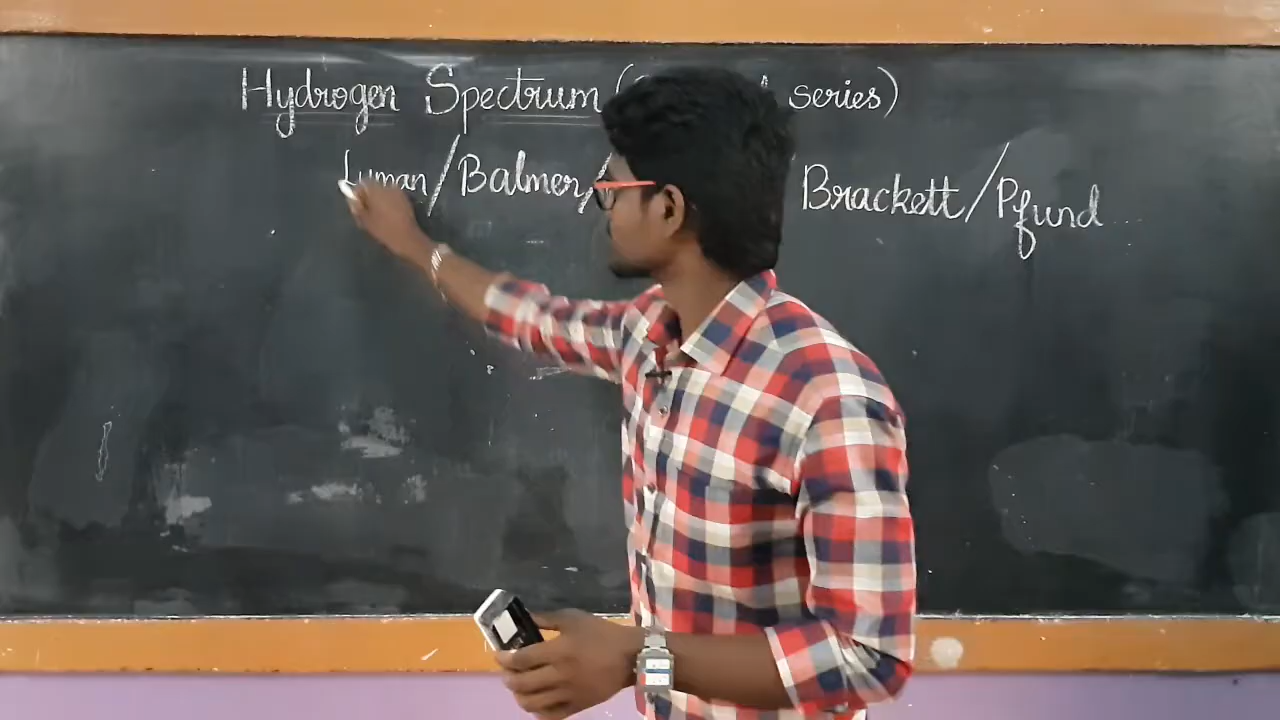 Hydrogen Spectrum ( series)
Lyman/Balmer/ Brackett/Pfund